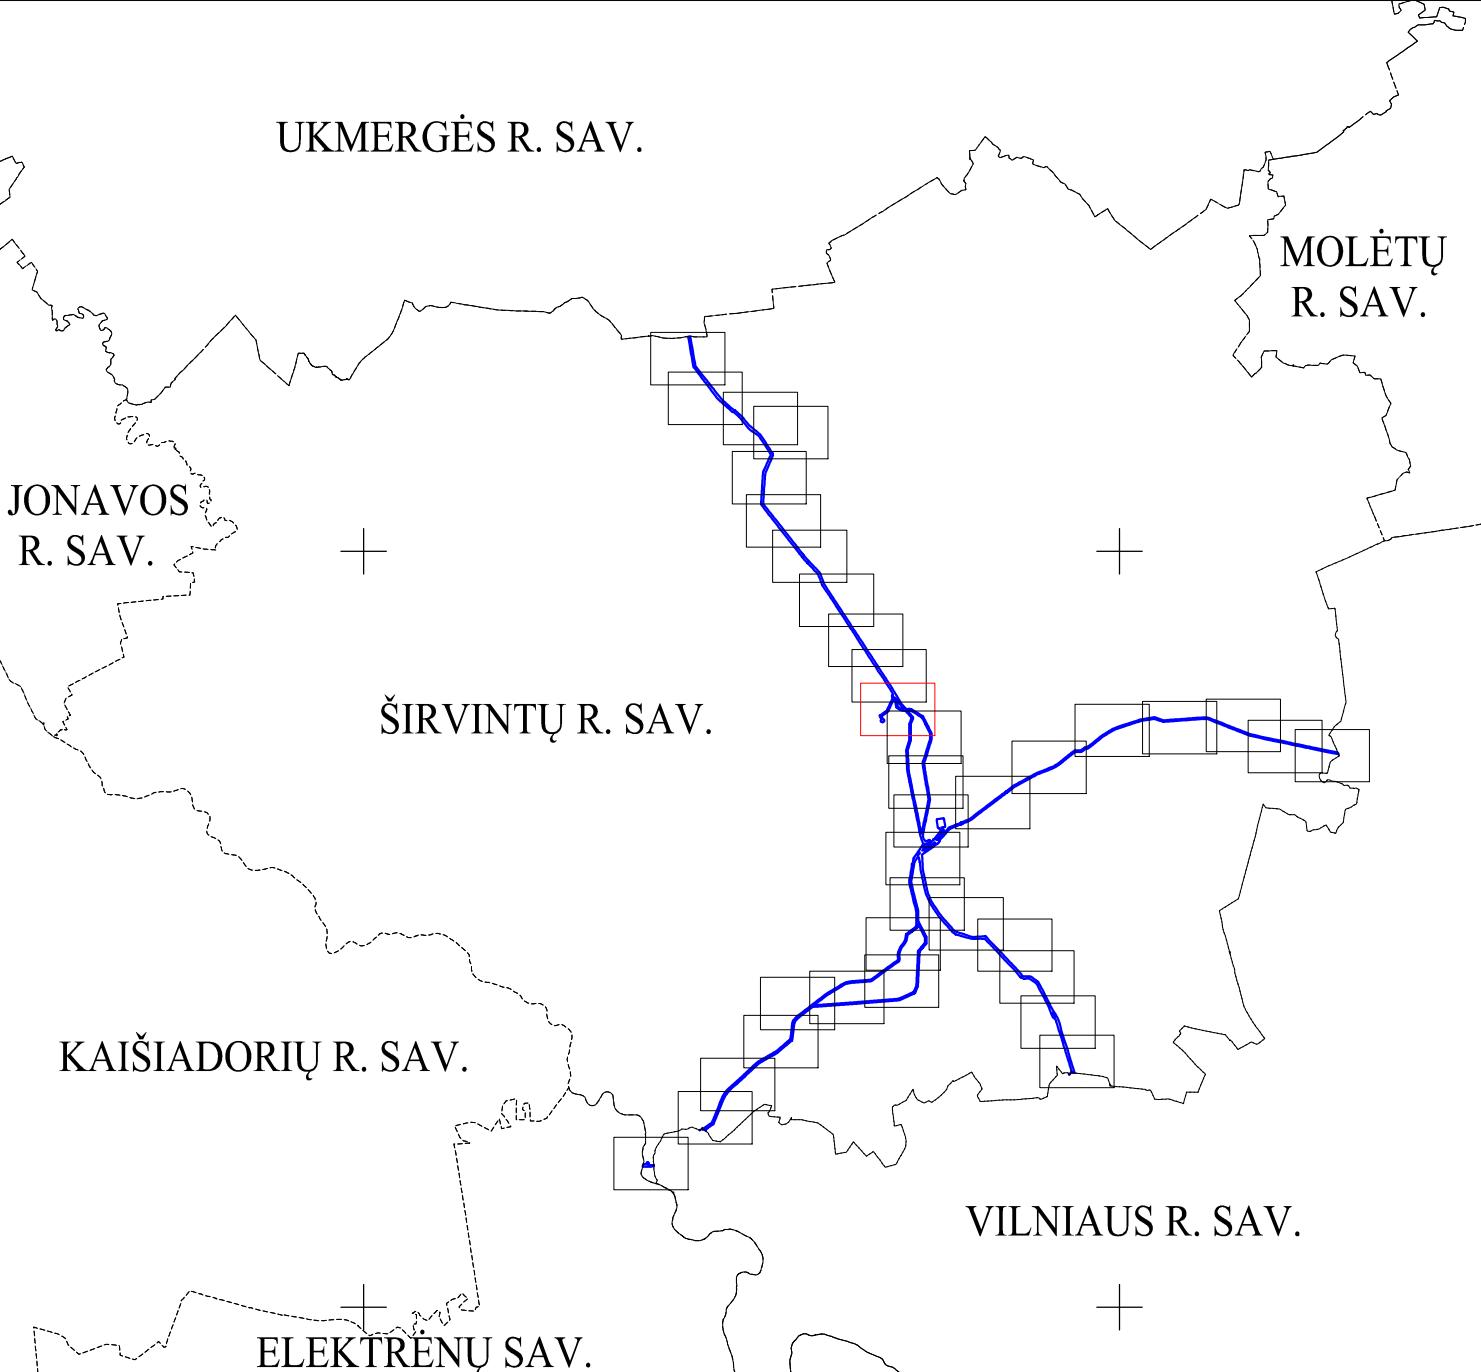 UKMERGĖS R. SAV.
MOLĖTŲ
R. SAV.
JONAVOS
R. SAV.
ŠIRVINTŲ R. SAV.
KAIŠIADORIŲ R. SAV.
VILNIAUS R. SAV.
ELEKTRĖNŲ SAV.